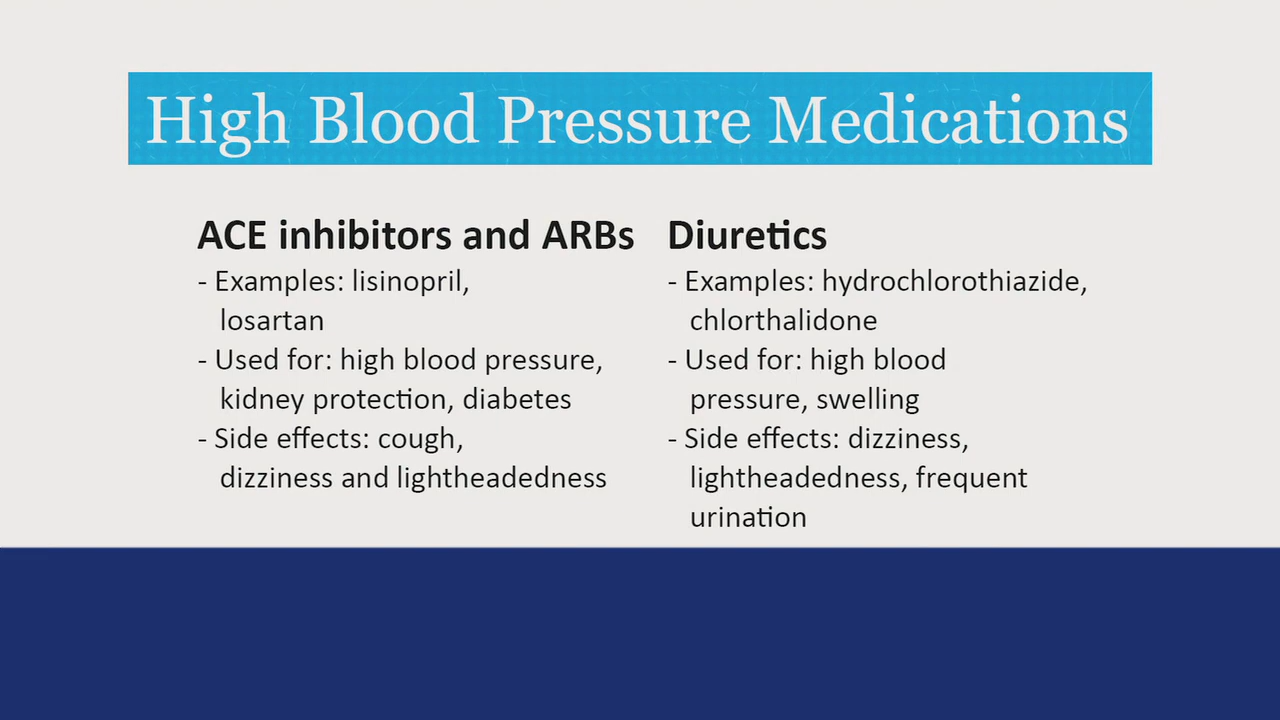 High Blood Pressure Medications
ACE inhibitors and ARBs
- Examples: lisinopril,
losartan
- Used for: high blood pressure,
kidney protection, diabetes
- Side effects: cough,
dizziness and lightheadedness
Diuretics
- Examples: hydrochlorothiazide,
chlorthalidone
- Used for: high blood
pressure, swelling
- Side effects: dizziness,
lightheadedness, frequent
urination